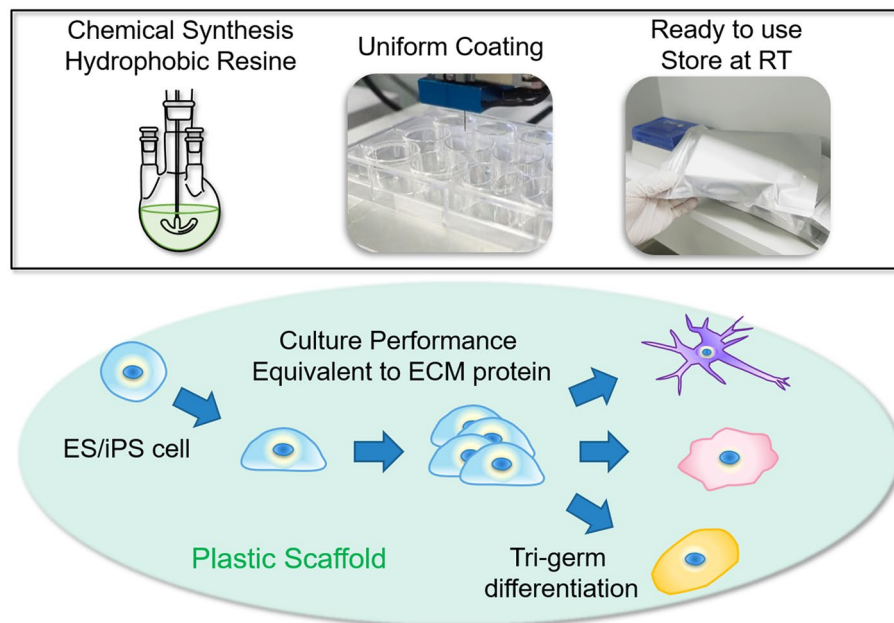 Chemical Synthesis
Hydrophobic Resine
Uniform Coating
Ready to use
Store at RT
Culture Performance
Equivalent to ECM protein
ES/iPS cell
Plastic Scaffold
Tri-germ
differentiation